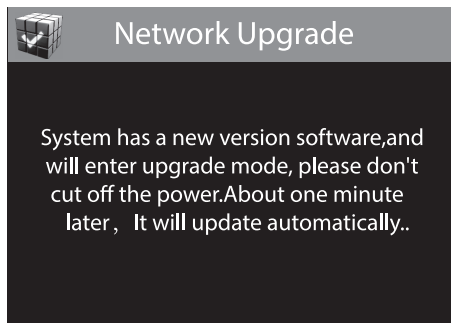 Network Upgrade
System has a new version software,and
will enter upgrade mode, please don't
cut off the power.About one minute
later， It will update automatically..